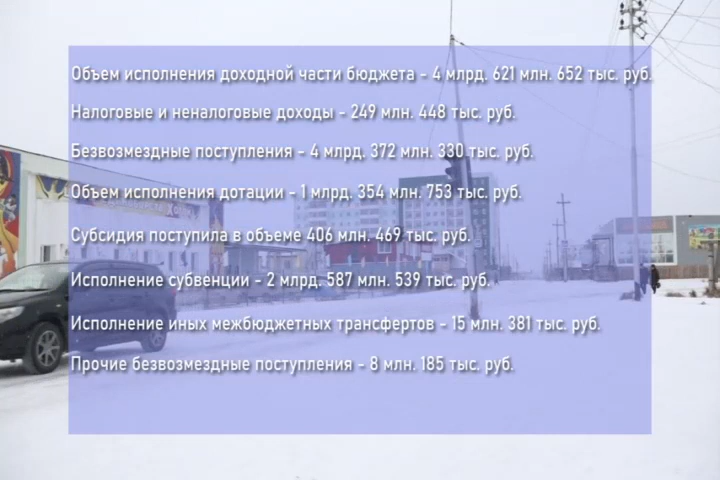 Объем исполнения доходной части бюджета - 4 млрд. 621 млн. 652 тыс. руб.
Налоговые и неналоговые доходы - 249 млн. 448 тыс. руб.
Безвозмездные поступления - 4 млрд. 372 млн. 330 тыс. руб.
Объем исполнения дотации - 1 млрд. 354 млн. 753 тыс. руб.
Субсидия поступила в объеме 406 млн. 469 тыс. руб.
Исполнение субвенции - 2 млрд. 587 млн. 539 тыс. руб.
Исполнение иных межбюджетных трансфертов - 15 млн. 381 тыс. руб.
Прочие безвозмездные поступления - 8 млн. 185 тыс. руб.